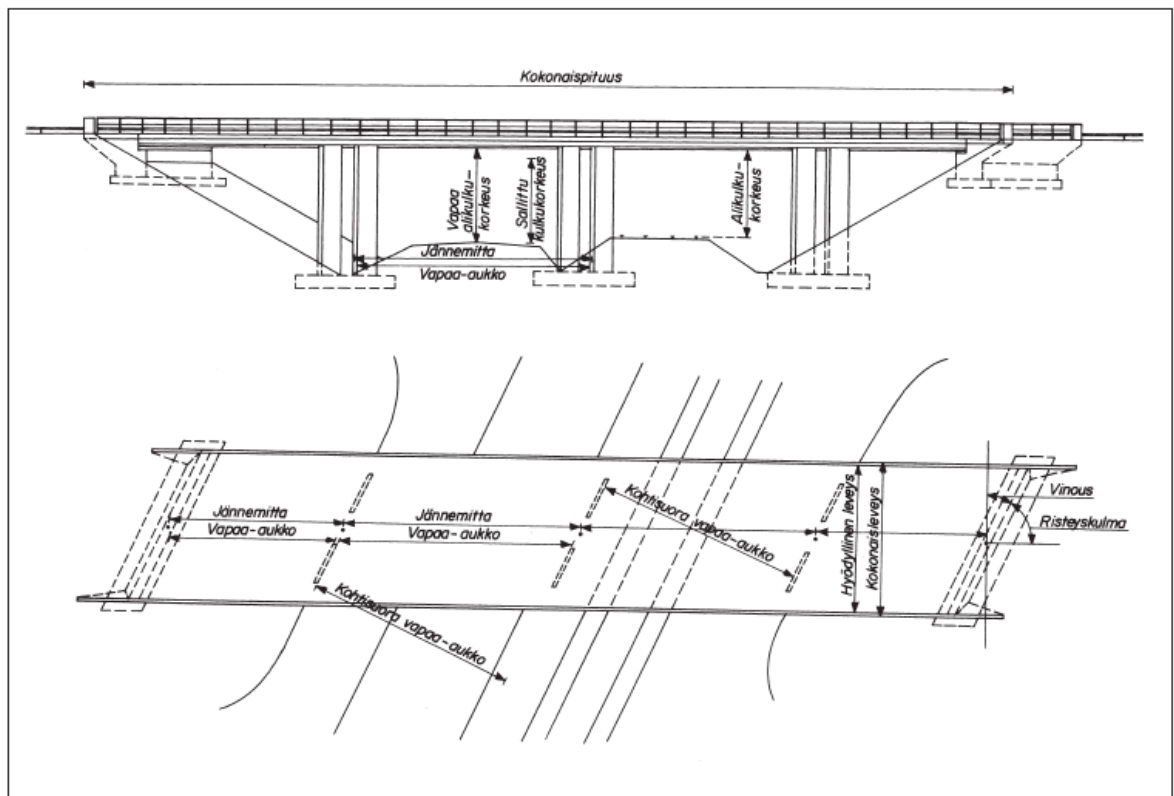 Kokonaispituus
Vapaa
alikulku-
korkeus
Sallittu
kulkukorkeus
Alikulku-
korkeus
Jännemitta
Vapaa-aukko
Jännemitta
Vapaa-aukko
Jännemitta
Vapaa-aukko
Kohtisuora vapaa-aukko
Kohtisuora vapaa-aukko
Hyödyllinen leveys
Kokonaisleveys
Vinous
Risteyskulma